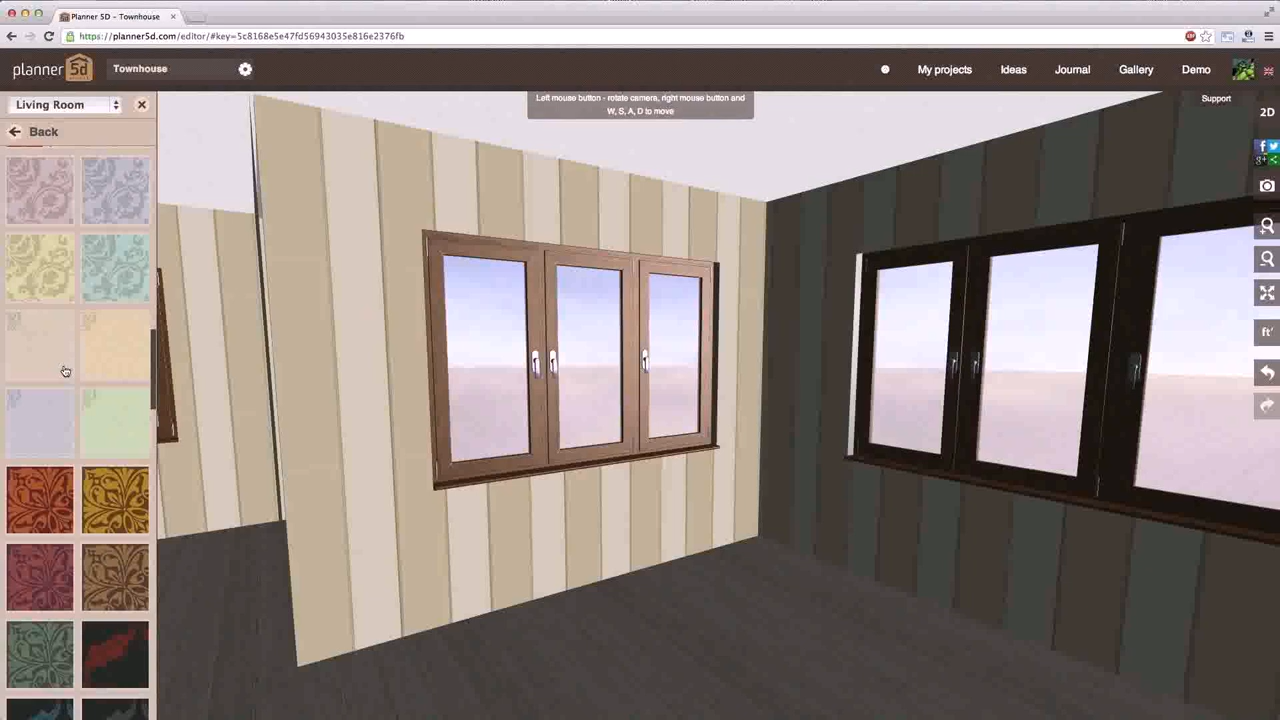 Planner 5D - Townhouse
https://planner5d.com/editor/#key=5c8168e5e47fd56943035e816e2376fb
planner 5d
Townhouse
My projects
Ideas
Journal
Gallery
Demo
Living Room
Left mouse button - rotate camera, right mouse button and
W, S, A, D to move
Support
2D
Back
f
g+
ft'